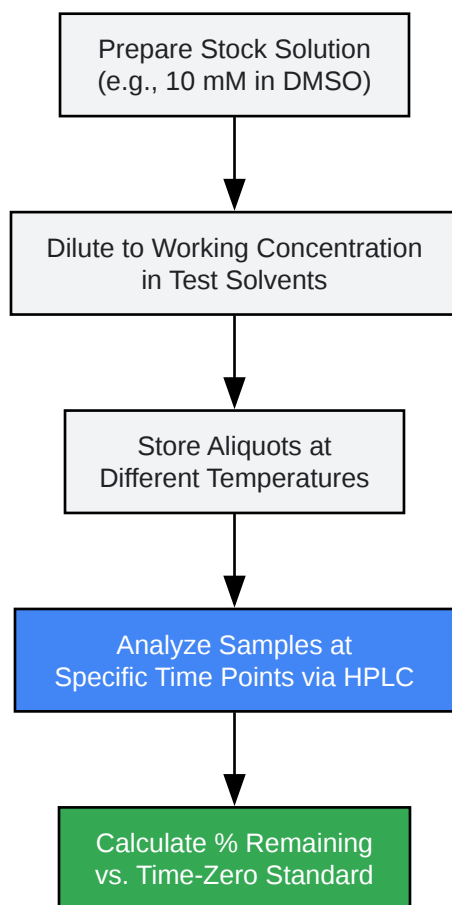 Prepare Stock Solution
(e.g., 10 mM in DMSO)
Dilute to Working Concentration
in Test Solvents
Store Aliquots at
Different Temperatures
Analyze Samples at
Specific Time Points via HPLC
Calculate % Remaining
vs. Time-Zero Standard